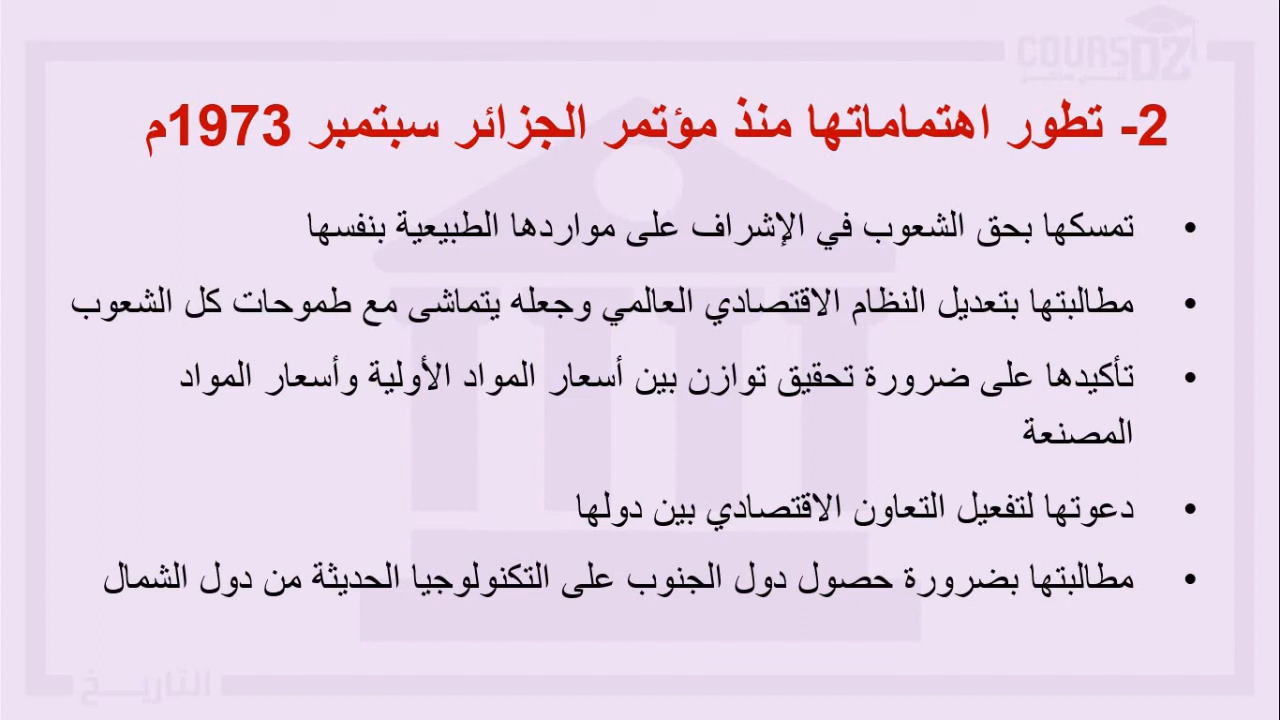 COURSDZ
2- تطور اهتماماتها منذ مؤتمر الجزائر سبتمبر 1973م
• تمسكها بحق الشعوب في الإشراف على مواردها الطبيعية بنفسها
• مطالبتها بتعديل النظام الاقتصادي العالمي وجعله يتماشى مع طموحات كل الشعوب
• تأكيدها على ضرورة تحقيق توازن بين أسعار المواد الأولية وأسعار المواد
المصنعة
• دعوتها لتفعيل التعاون الاقتصادي بين دولها
• مطالبتها بضرورة حصول دول الجنوب على التكنولوجيا الحديثة من دول الشمال
التاريـــخ